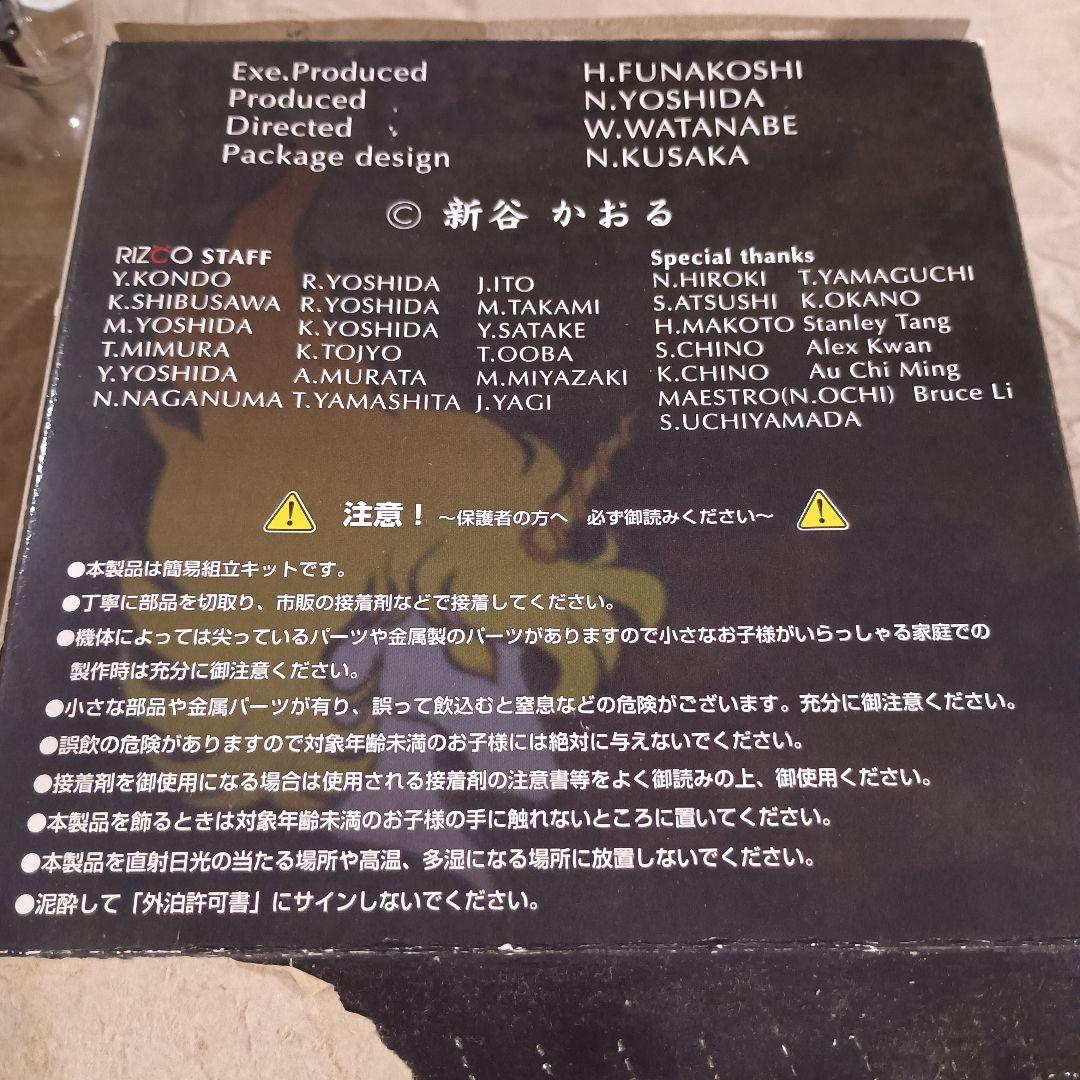 Exe.Produced H.FUNAKOSHI
Produced N.YOSHIDA
Directed W.WATANABE
Package design N.KUSAKA
© 新谷 かおる
RIZCO STAFF
Y.KONDO R.YOSHIDA J.ITO
K.SHIBUSAWA R.YOSHIDA M.TAKAMI
M.YOSHIDA K.YOSHIDA Y.SATAKE
T.MIMURA K.TOJYO T.OOBA
Y.YOSHIDA A.MURATA M.MIYAZAKI
N.NAGANUMA T.YAMASHITA J.YAGI
Special thanks
N.HIROKI T.YAMAGUCHI
S.ATSUSHI K.OKANO
H.MAKOTO Stanley Tang
S.CHINO Alex Kwan
K.CHINO Au Chi Ming
MAESTRO(N.OCHI) Bruce Li
S.UCHIYAMADA
注意！ ～保護者の方へ 必ず御読みください～
●本製品は簡易組立キットです。
●丁寧に部品を切取り、市販の接着剤などで接着してください。
●機体によっては尖っているパーツや金属製のパーツがありますので小さなお子様がいらっしゃる家庭での
製作時は充分に御注意ください。
●小さな部品や金属パーツが有り、誤って飲込むと窒息などの危険がございます。充分に御注意ください。
●誤飲の危険がありますので対象年齢未満のお子様には絶対に与えないでください。
●接着剤を御使用になる場合は使用される接着剤の注意書等をよく御読みの上、御使用ください。
●本製品を飾るときは対象年齢未満のお子様の手に触れないところに置いてください。
●本製品を直射日光の当たる場所や高温、多湿になる場所に放置しないでください。
●泥酔して「外泊許可書」にサインしないでください。